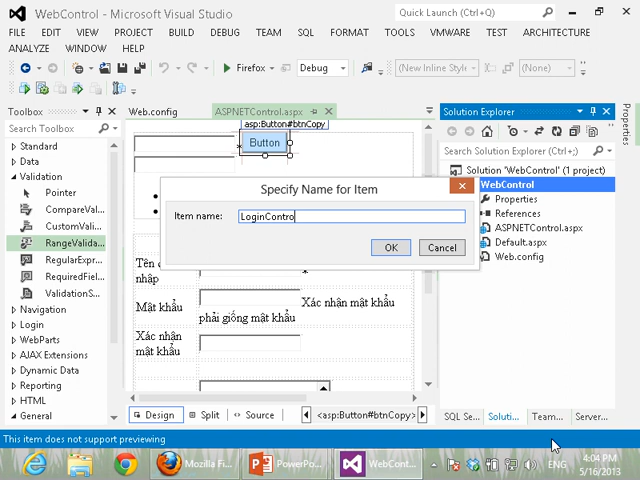 WebControl - Microsoft Visual Studio
Quick Launch (Ctrl+Q)
FILE EDIT VIEW PROJECT BUILD DEBUG TEAM SQL FORMAT TABLE TOOLS VMWARE TEST ARCHITECTURE
ANALYZE WINDOW HELP
Firefox Debug (New Inline Style) (None)
Toolbox
Search Toolbox
Standard
Data
Validation
Pointer
CompareVal...
CustomVali...
RangeValida...
RegularExpr...
RequiredFiel...
ValidationS...
Navigation
Login
WebParts
AJAX Extensions
Dynamic Data
Reporting
HTML
General
Web.config ASPNETControl.aspx
asp:Button#btnCopy
Button
Specify Name for Item
Item name: LoginContro
OK Cancel
nhập *
Mật khẩu Xác nhận mật khẩu
phải giống mật khẩu
Xác nhận
mật khẩu
Design Split Source <asp:Button#btnCopy>
Solution Explorer
Search Solution Explorer (Ctrl+;)
Solution 'WebControl' (1 project)
WebControl
Properties
References
ASPNETControl.aspx
Default.aspx
Web.config
SQL Se... Soluti... Team... Server...
Properties
This item does not support previewing
Mozilla Fi... PowerPo... WebCont... ENG
4:04 PM
5/16/2013